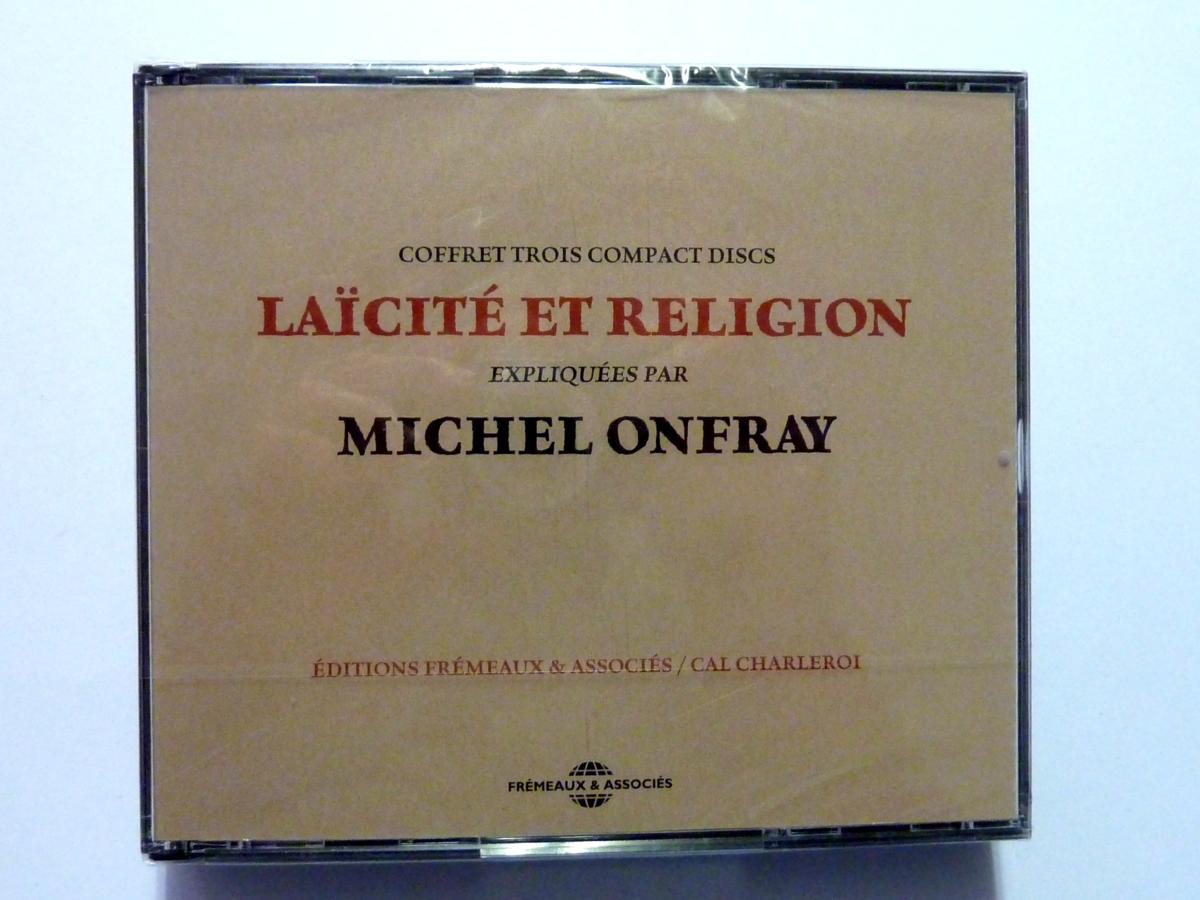 COFFRET TROIS COMPACT DISCS
LAÏCITÉ ET RELIGION
EXPLIQUÉES PAR
MICHEL ONFRAY
ÉDITIONS FRÉMEAUX & ASSOCIÉS / CAL CHARLEROI
FRÉMEAUX & ASSOCIÉS